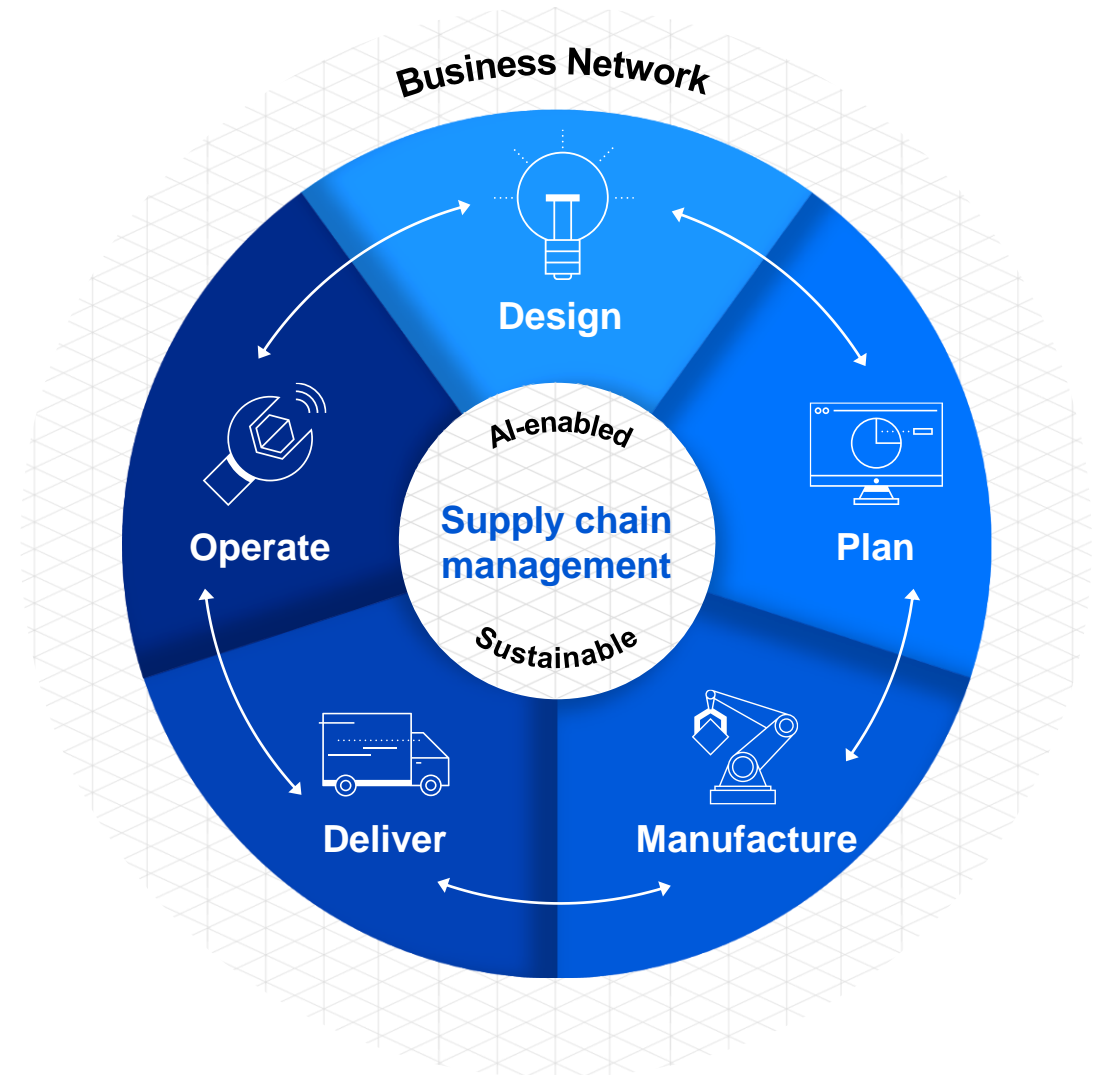 Business Network
Design
AI-enabled
Supply chain
management
Sustainable
Operate
Plan
Deliver
Manufacture